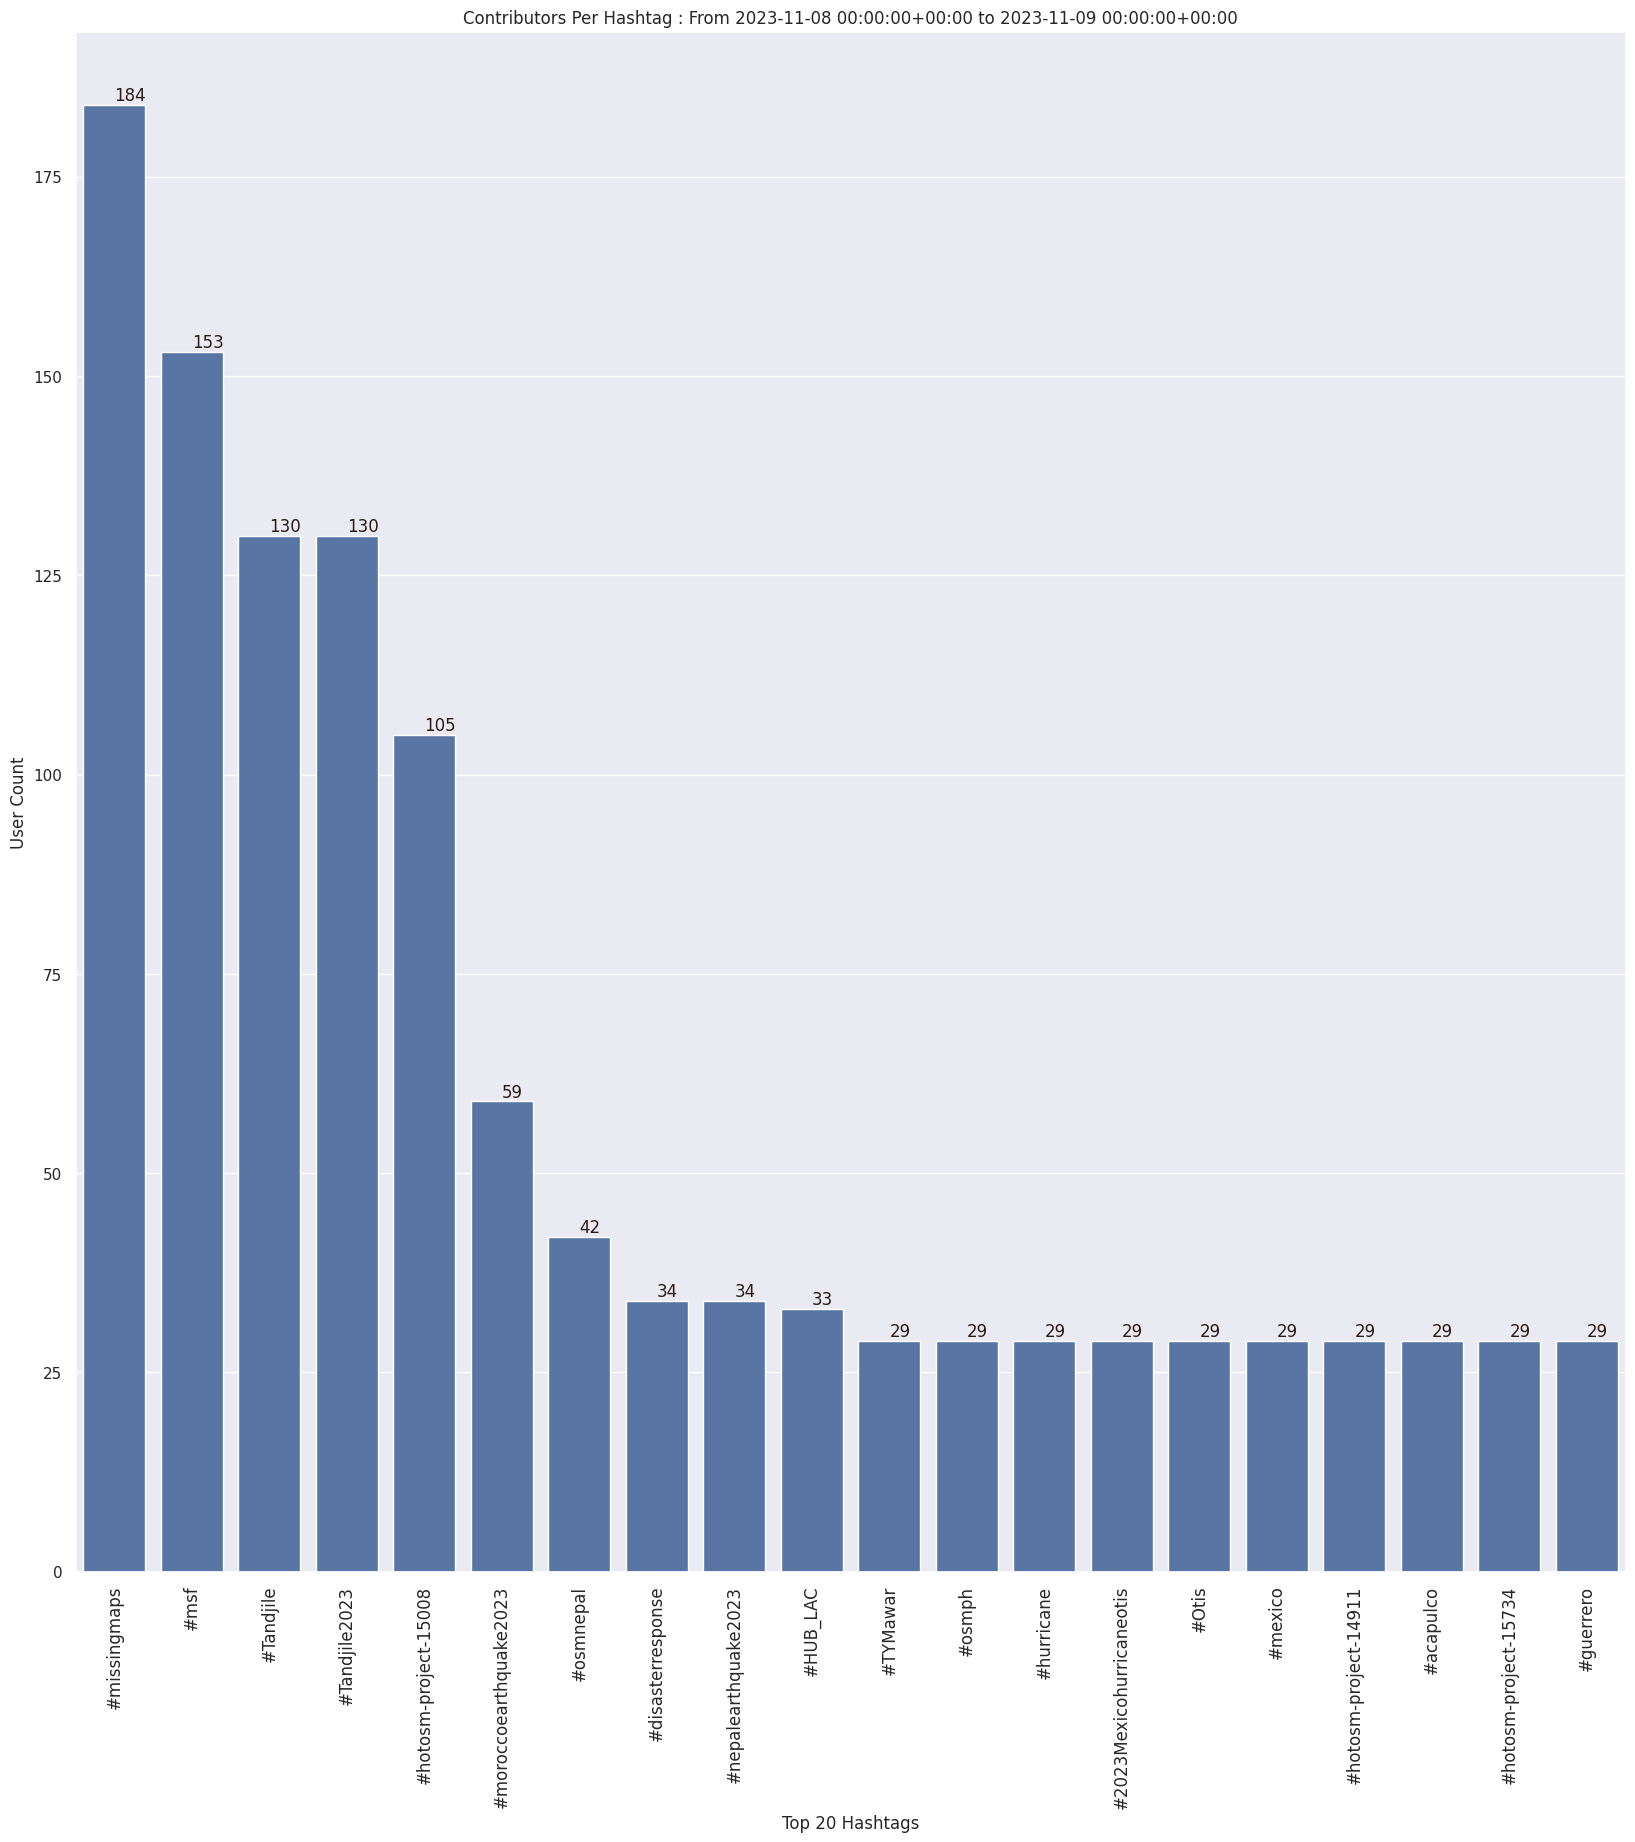 Contributors Per Hashtag : From 2023-11-08 00:00:00+00:00 to 2023-11-09 00:00:00+00:00
User Count
175
150
125
100
75
50
25
0
184
153
130
130
105
59
42
34
34
33
29
29
29
29
29
29
29
29
29
29
#missingmaps
#msf
#Tandjile
#Tandjile2023
#hotosm-project-15008
#moroccoearthquake2023
#osmnepal
#disasterresponse
#nepalearthquake2023
#HUB_LAC
#TYMawar
#osmph
#hurricane
#2023Mexicohurricaneotis
#Otis
#mexico
#hotosm-project-14911
#acapulco
#hotosm-project-15734
#guerrero
Top 20 Hashtags